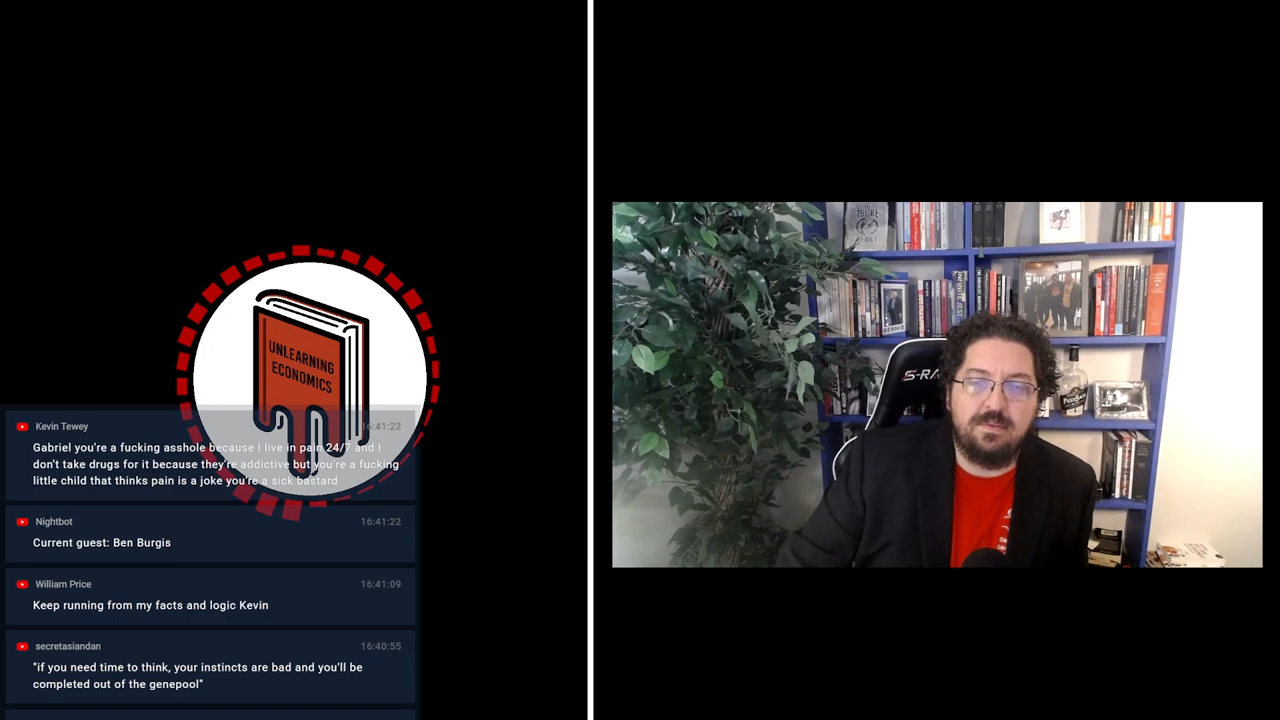 UNLEARNING
ECONOMICS
Kevin Tewey
16:41:22
Gabriel you're a fucking asshole because I live in pain 24/7 and I
don't take drugs for it because they're addictive but you're a fucking
little child that thinks pain is a joke you're a sick bastard
Nightbot
16:41:22
Current guest: Ben Burgis
William Price
16:41:09
Keep running from my facts and logic Kevin
secretasiandan
16:40:55
"if you need time to think, your instincts are bad and you'll be
completed out of the genepool"
BERNIE
INFINITE JEST
S-RA